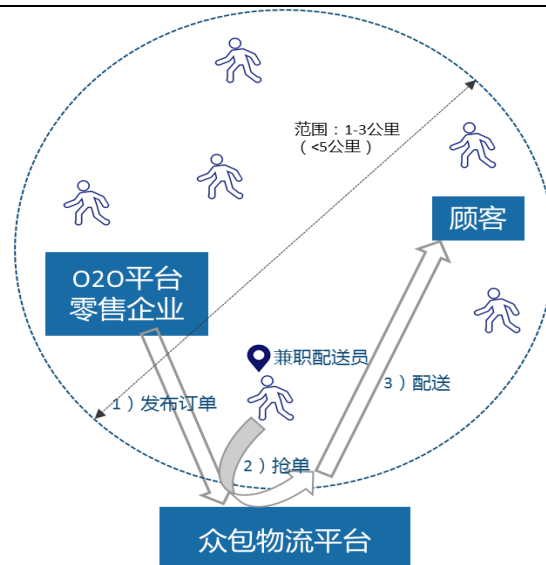 范围：1-3公里
（<5公里）
顾客
O2O平台
零售企业
兼职配送员
1）发布订单
3）配送
2）抢单
众包物流平台